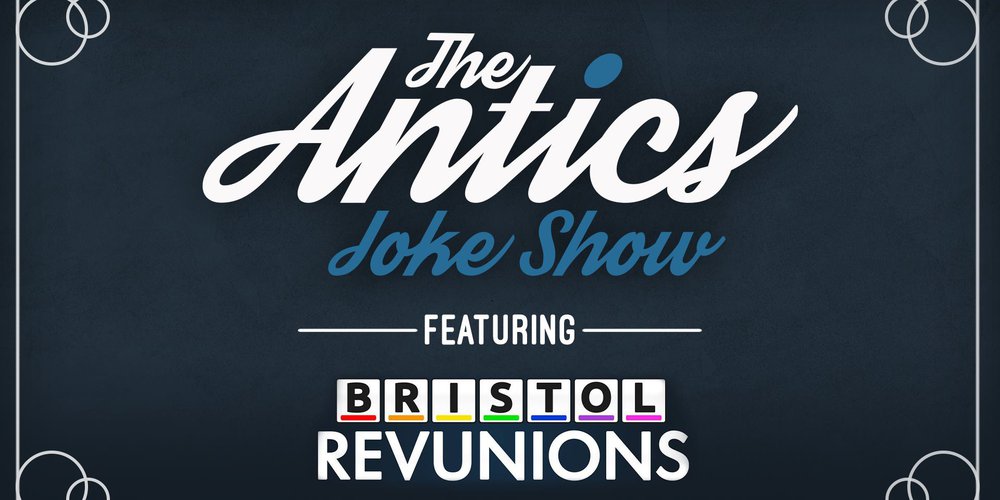 The
Antics
Joke Show
FEATURING
BRISTOL
REVUNIONS